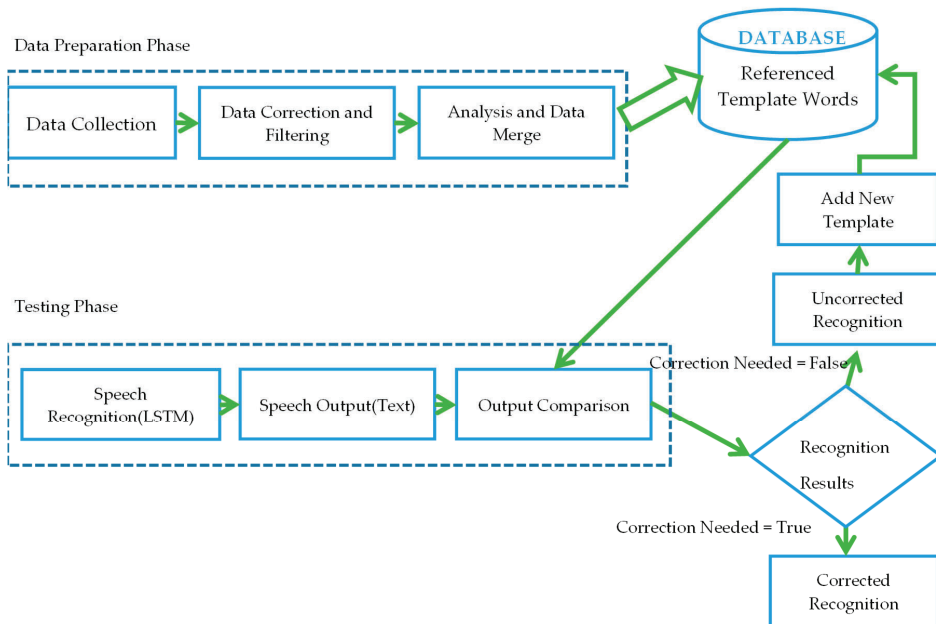 Data Preparation Phase
DATABASE
Referenced
Template Words
Data Collection
Data Correction and
Filtering
Analysis and Data
Merge
Add New
Template
Uncorrected
Recognition
Testing Phase
Correction Needed = False
Speech
Recognition(LSTM)
Speech Output(Text)
Output Comparison
Recognition
Results
Correction Needed = True
Corrected
Recognition